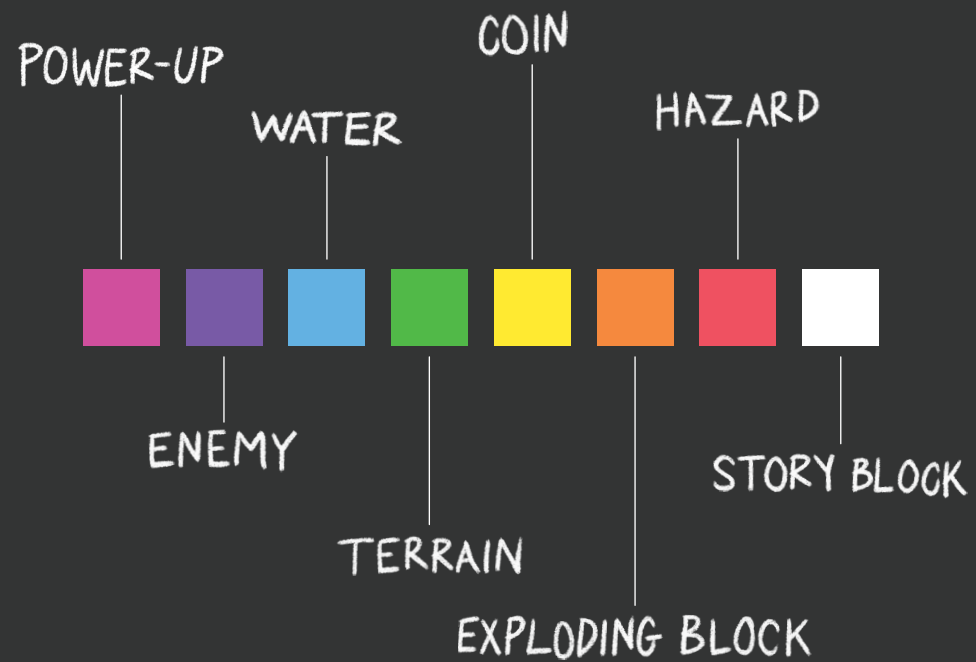 COIN
POWER-UP
HAZARD
WATER
ENEMY
STORY BLOCK
TERRAIN
EXPLODING BLOCK